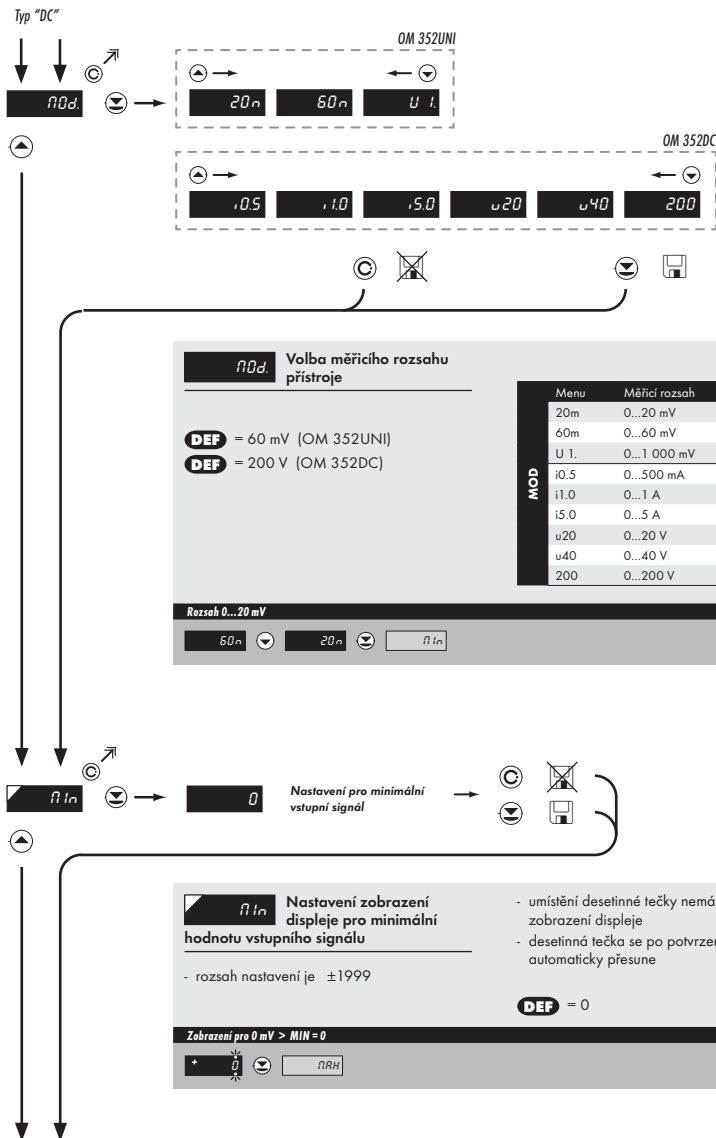 Typ "DC"
OM 352UNI
MOd.
20m
60m
U 1.
OM 352DC
i0.5
i1.0
i5.0
u20
u40
200
MOd.
Volba měřicího rozsahu
přístroje
DEF = 60 mV (OM 352UNI)
DEF = 200 V (OM 352DC)
MOD
Menu Měřicí rozsah
20m 0...20 mV
60m 0...60 mV
U 1. 0...1 000 mV
i0.5 0...500 mA
i1.0 0...1 A
i5.0 0...5 A
u20 0...20 V
u40 0...40 V
200 0...200 V
Rozsah 0...20 mV
60m
20m
MIn
MIn
0
Nastavení pro minimální
vstupní signál
MIn
Nastavení zobrazení
displeje pro minimální
hodnotu vstupního signálu
- rozsah nastavení je ±1999
- umístění desetinné tečky nemá
zobrazení displeje
- desetinná tečka se po potvrzen
automaticky přesune
DEF = 0
Zobrazení pro 0 mV > MIN = 0
+ 0
MAH